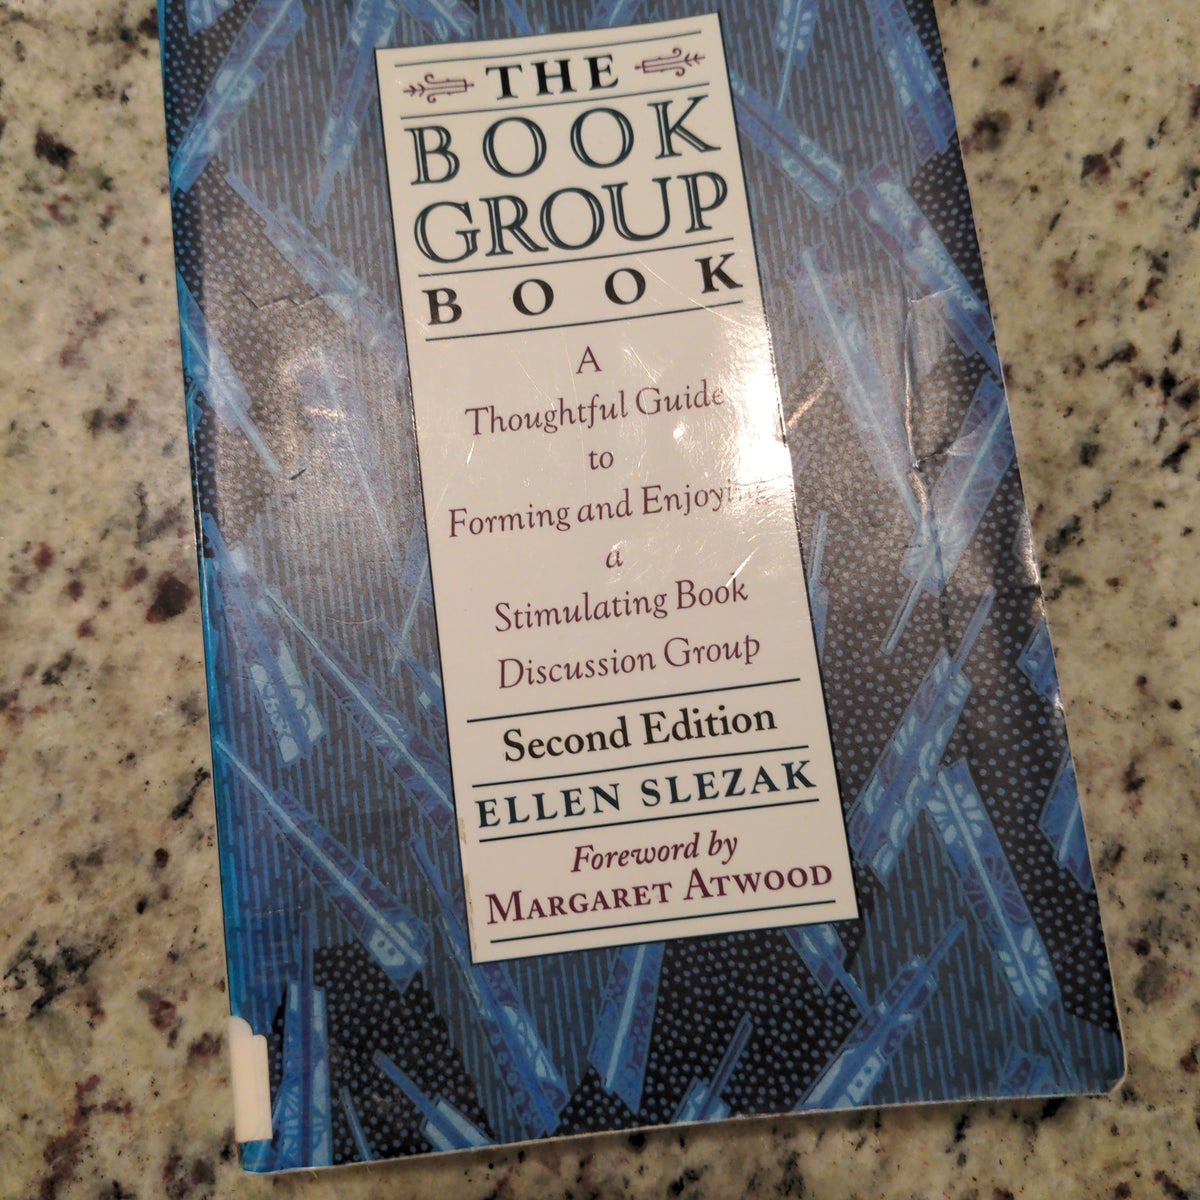 THE
BOOK
GROUP
BOOK
A
Thoughtful Guide
to
Forming and Enjoying
a
Stimulating Book
Discussion Group
Second Edition
ELLEN SLEZAK
Foreword by
MARGARET ATWOOD